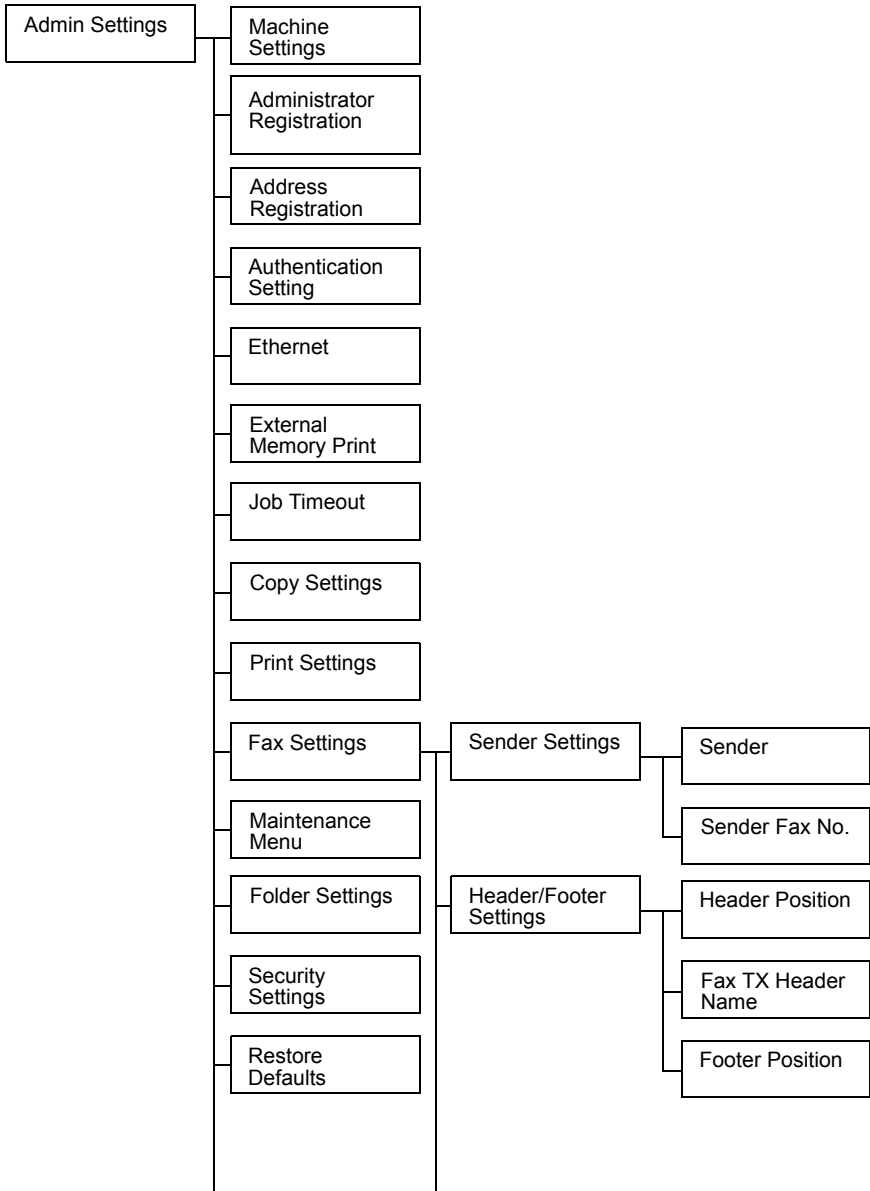 Admin Settings
Machine
Settings
Administrator
Registration
Address
Registration
Authentication
Setting
Ethernet
External
Memory Print
Job Timeout
Copy Settings
Print Settings
Fax Settings
Sender Settings
Sender
Sender Fax No.
Maintenance
Menu
Folder Settings
Header/Footer
Settings
Header Position
Fax TX Header
Name
Footer Position
Security
Settings
Restore
Defaults